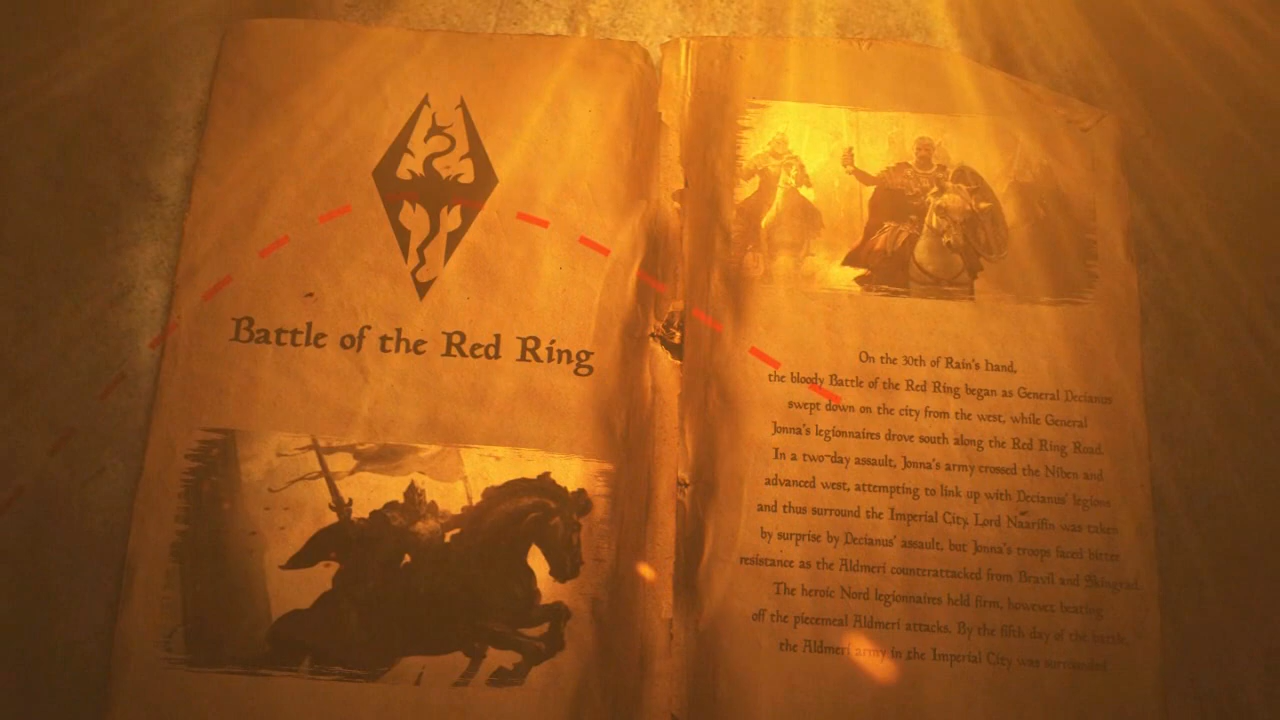 Battle of the Red Ring
On the 30th of Rain's hand,
the bloody Battle of the Red Ring began as General Decianus
swept down on the city from the west, while General
Jonna's legionnaires drove south along the Red Ring Road.
In a two-day assault, Jonna's army crossed the Niben and
advanced west, attempting to link up with Decianus' legions
and thus surround the Imperial City. Lord Naarifin was taken
by surprise by Decianus' assault, but Jonna's troops faced bitter
resistance as the Aldmeri counterattacked from Bravil and Skingrad.
The heroic Nord legionnaires held firm, however, beating
off the piecemeal Aldmeri attacks. By the fifth day of the battle,
the Aldmeri army in the Imperial City was surrounded